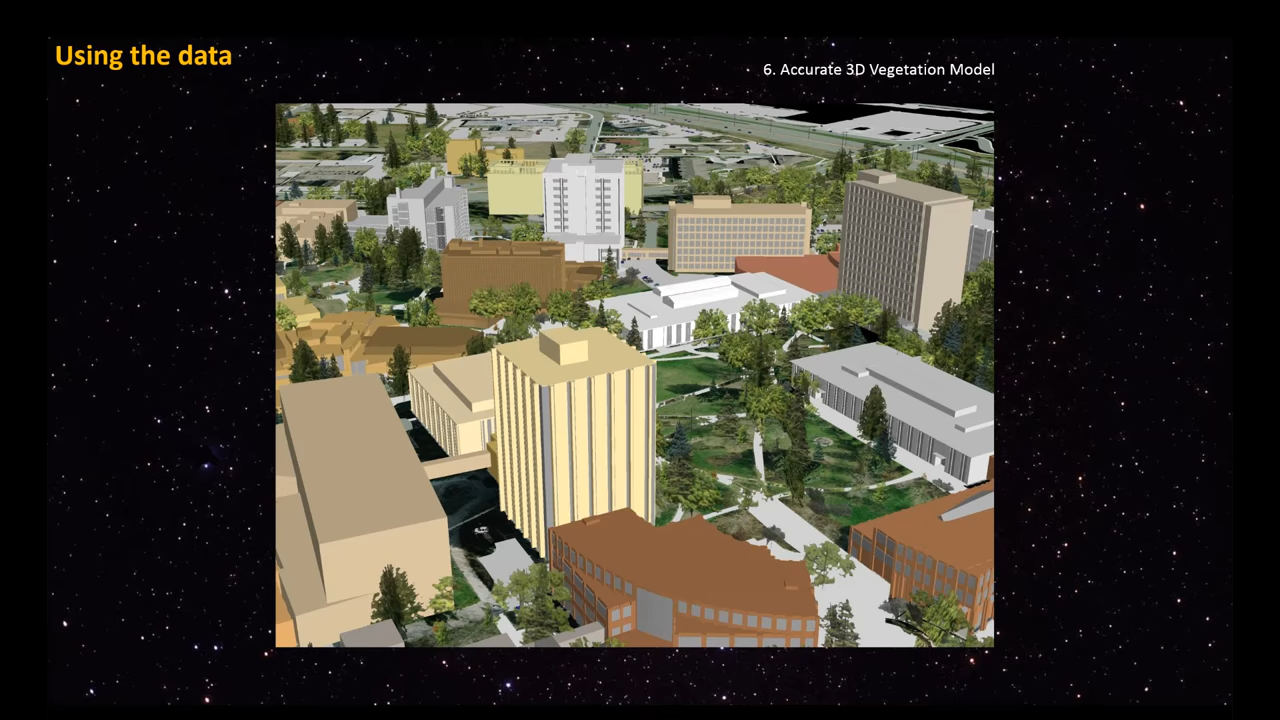 Using the data
6. Accurate 3D Vegetation Model